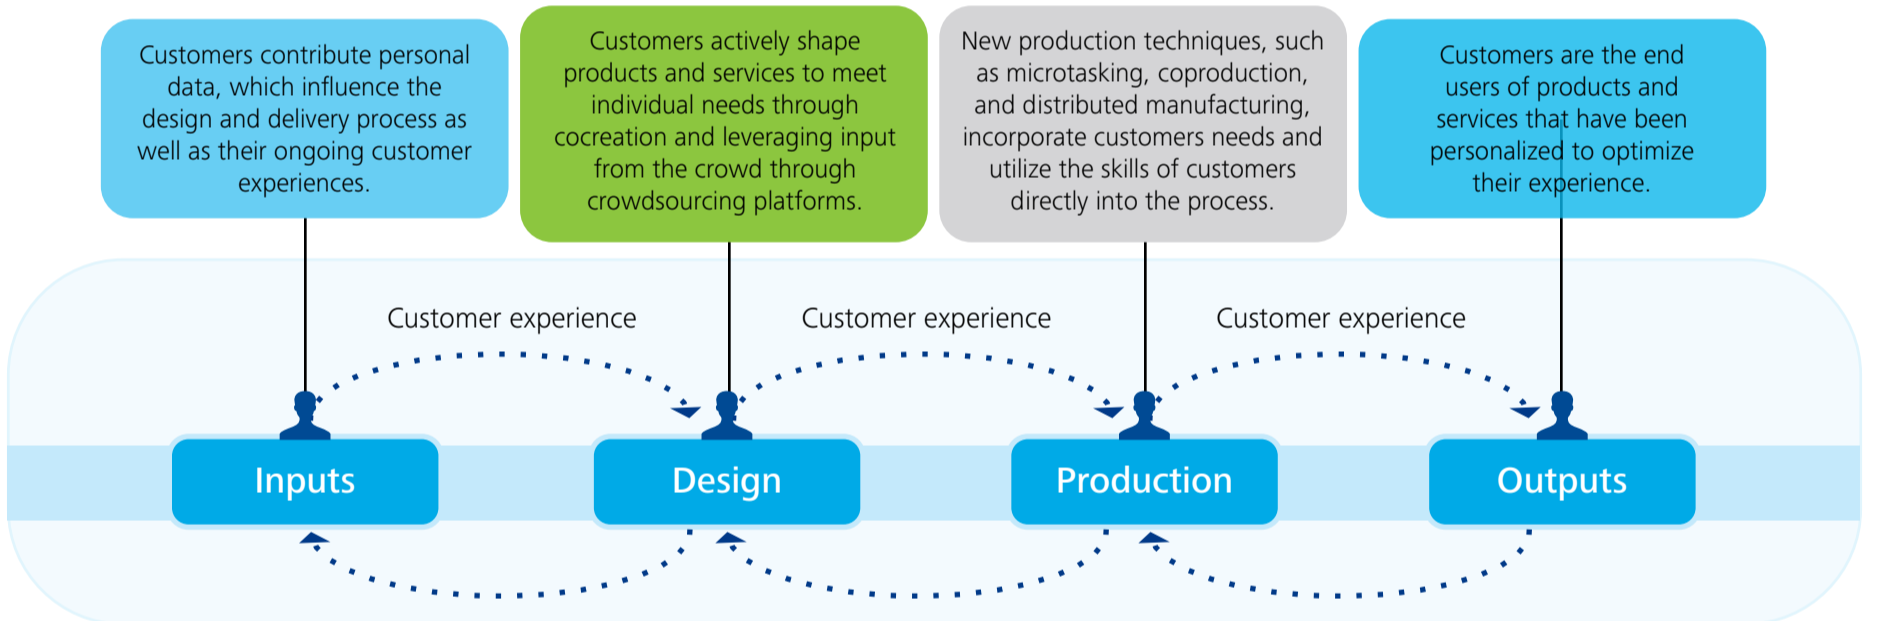 Customers contribute personal
data, which influence the
design and delivery process as
well as their ongoing customer
experiences.
Customers actively shape
products and services to meet
individual needs through
cocreation and leveraging input
from the crowd through
crowdsourcing platforms.
New production techniques, such
as microtasking, coproduction,
and distributed manufacturing,
incorporate customers needs and
utilize the skills of customers
directly into the process.
Customers are the end
users of products and
services that have been
personalized to optimize
their experience.
Customer experience
Customer experience
Customer experience
Inputs
Design
Production
Outputs